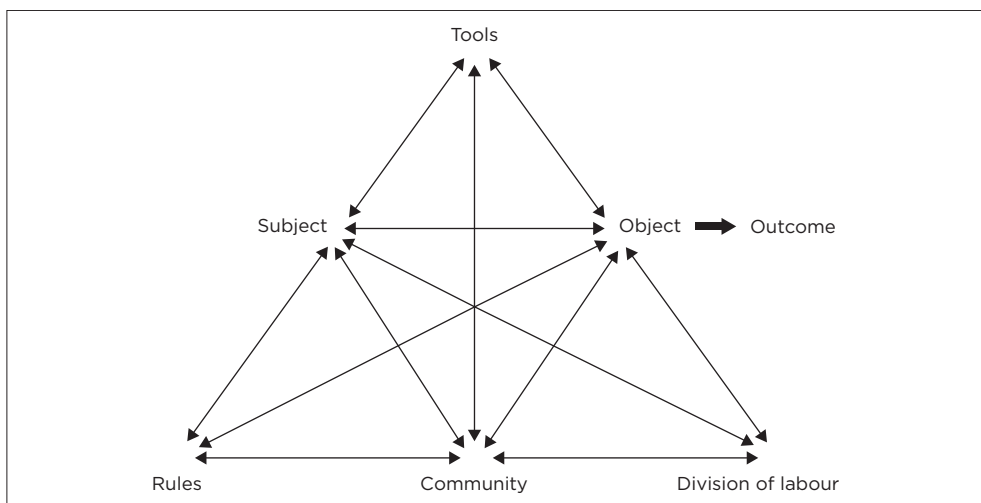 Tools
Subject
Object
Outcome
Rules
Community
Division of labour